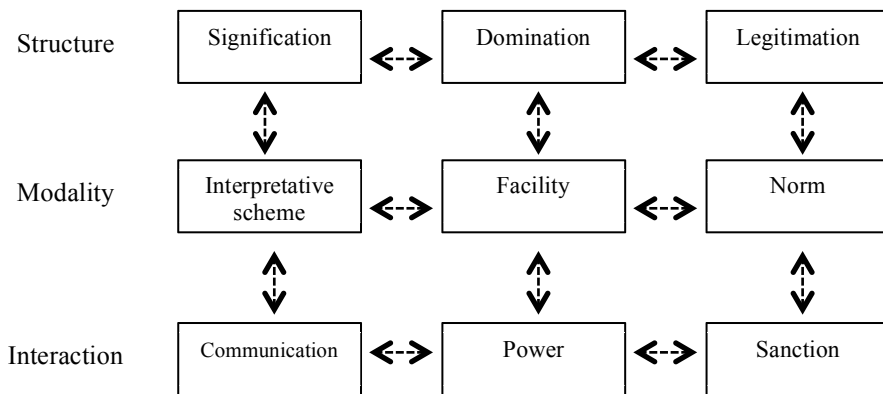 Structure
Signification
Domination
Legitimation
Modality
Interpretative
scheme
Facility
Norm
Interaction
Communication
Power
Sanction